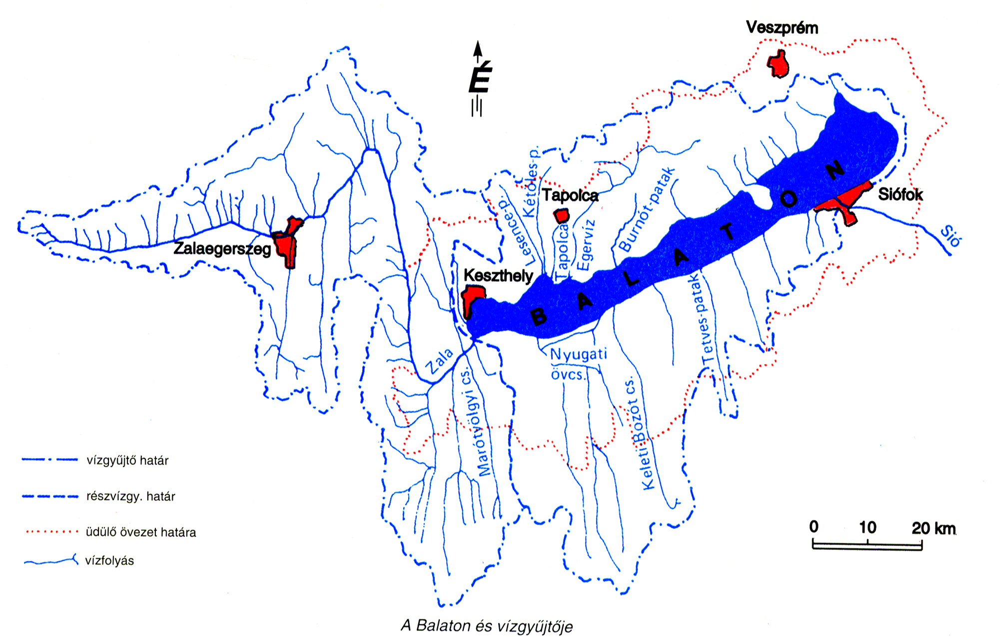 Veszprém
É
Kétöles-p.
Tapolca
Lesence-p.
Tapolca
Egervíz
Burnót-patak
Siófok
Sió
Zalaegerszeg
Keszthely
BALATON
Zala
Nyugati
övcs.
Tetves-patak
Marótvölgyi cs.
Keleti-Bozót cs.
vízgyűjtő határ
részvízgy. határ
üdülő övezet határa
vízfolyás
0 10 20 km
A Balaton és vízgyűjtője